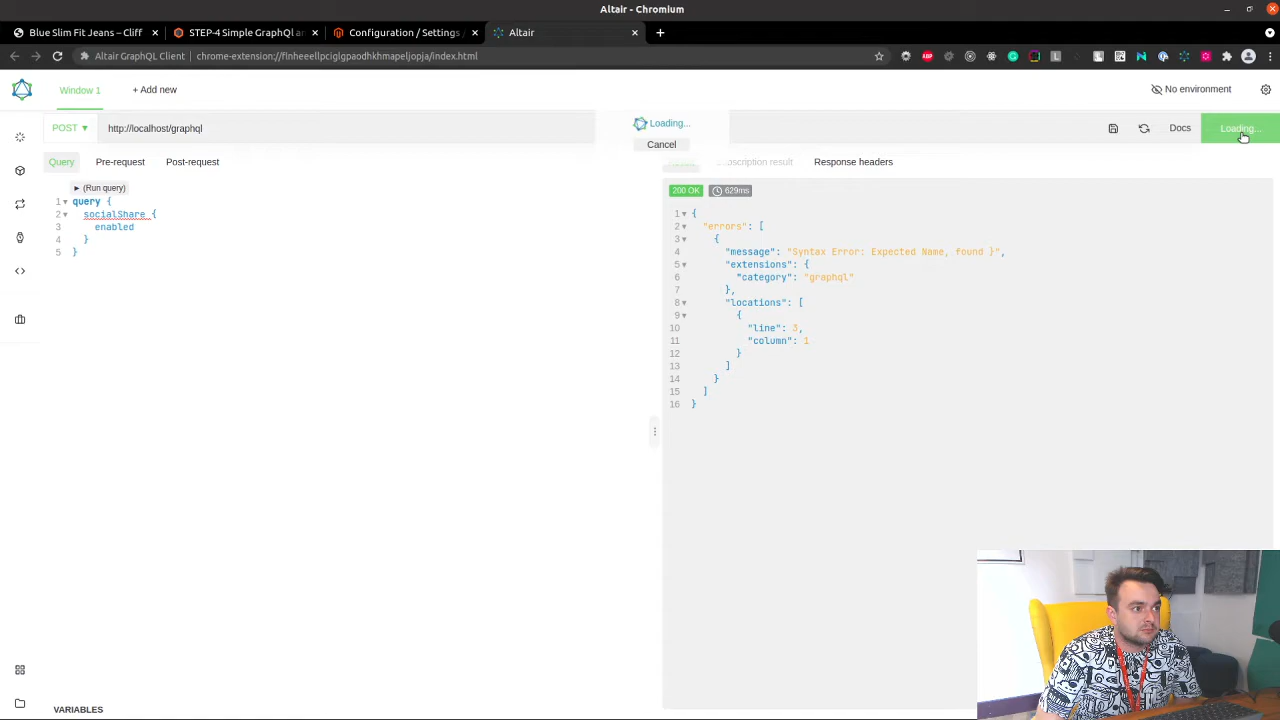 Altair - Chromium
Blue Slim Fit Jeans – Cliff
STEP-4 Simple GraphQl a
Configuration / Settings /
Altair
Altair GraphQL Client
chrome-extension://flnheeellpciglgpaodhkhmapeljopja/index.html
Window 1
+ Add new
No environment
POST
http://localhost/graphql
Loading...
Cancel
Docs
Loading...
Query
Pre-request
Post-request
scription result
Response headers
(Run query)
1 query {
2 socialShare {
3 enabled
4 }
5 }
200 OK
629ms
1 {
2 "errors": [
3 {
4 "message": "Syntax Error: Expected Name, found }",
5 "extensions": {
6 "category": "graphql"
7 },
8 "locations": [
9 {
10 "line": 3,
11 "column": 1
12 }
13 ]
14 }
15 ]
16 }
VARIABLES